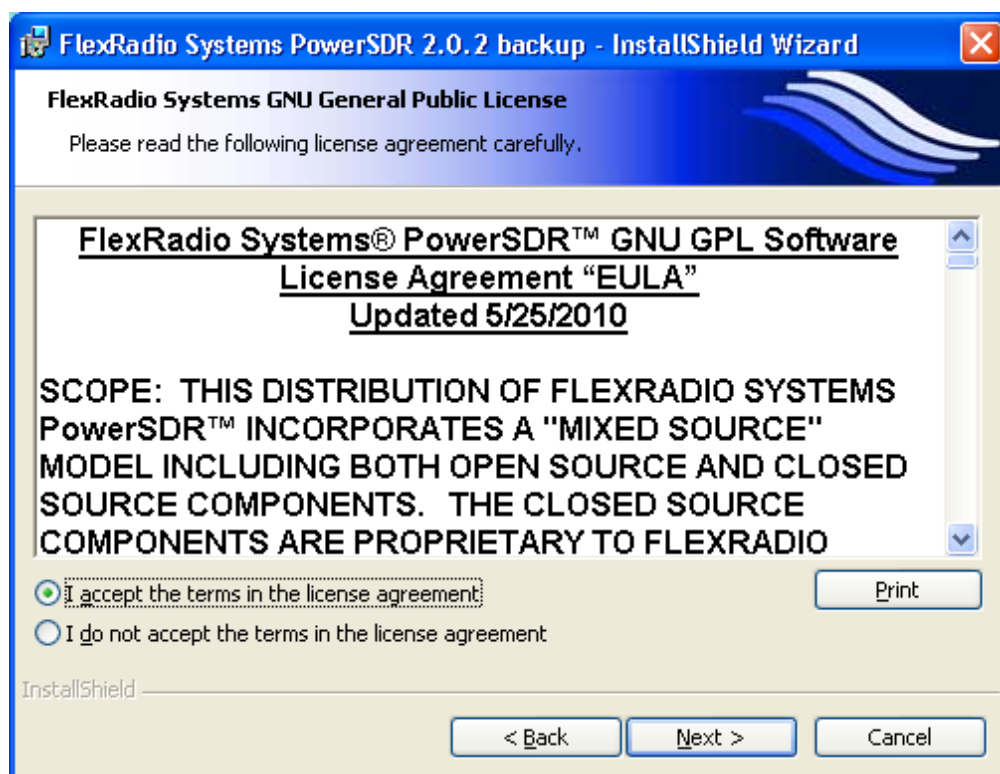 FlexRadio Systems PowerSDR 2.0.2 backup - InstallShield Wizard
FlexRadio Systems GNU General Public License
Please read the following license agreement carefully.
FlexRadio Systems® PowerSDR™ GNU GPL Software
License Agreement “EULA”
Updated 5/25/2010
SCOPE: THIS DISTRIBUTION OF FLEXRADIO SYSTEMS
PowerSDR™ INCORPORATES A "MIXED SOURCE"
MODEL INCLUDING BOTH OPEN SOURCE AND CLOSED
SOURCE COMPONENTS. THE CLOSED SOURCE
COMPONENTS ARE PROPRIETARY TO FLEXRADIO
I accept the terms in the license agreement
Print
I do not accept the terms in the license agreement
InstallShield
< Back
Next >
Cancel